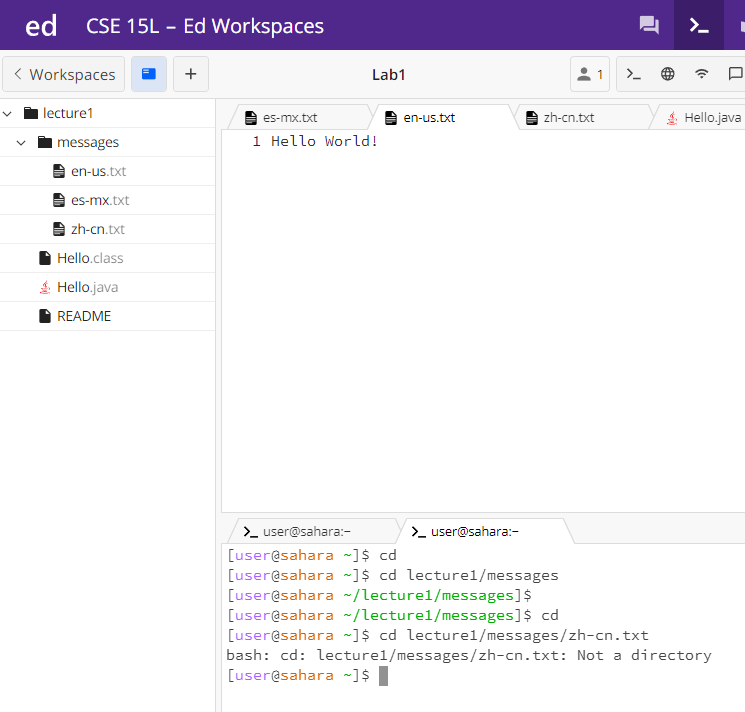 ed CSE 15L – Ed Workspaces
Workspaces + Lab1 1
lecture1
messages
en-us.txt
es-mx.txt
zh-cn.txt
Hello.class
Hello.java
README
es-mx.txt en-us.txt zh-cn.txt Hello.java
1 Hello World!
user@sahara:~ user@sahara:~
[user@sahara ~]$ cd
[user@sahara ~]$ cd lecture1/messages
[user@sahara ~/lecture1/messages]$
[user@sahara ~/lecture1/messages]$ cd
[user@sahara ~]$ cd lecture1/messages/zh-cn.txt
bash: cd: lecture1/messages/zh-cn.txt: Not a directory
[user@sahara ~]$